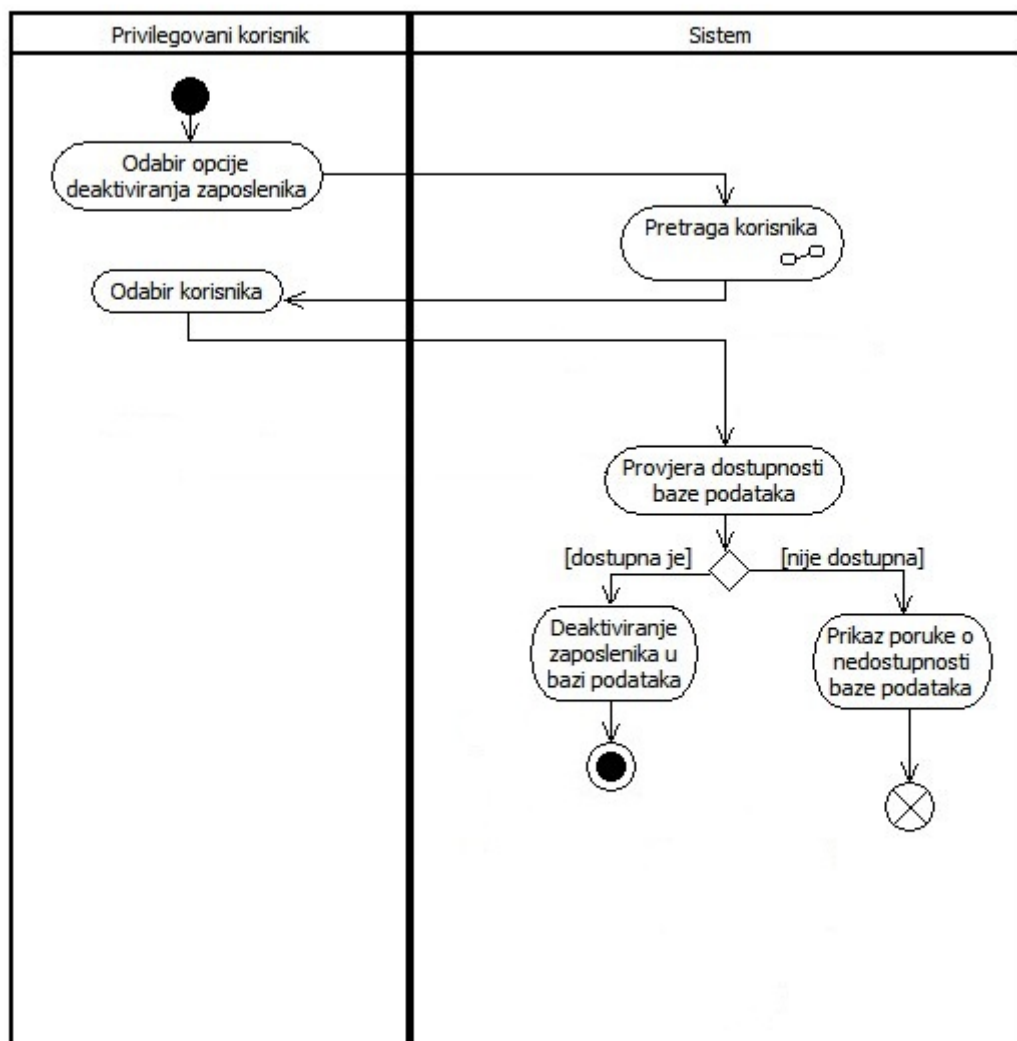 Privilegovani korisnik
Sistem
Odabir opcije
deaktiviranja zaposlenika
Pretraga korisnika
Odabir korisnika
Provjera dostupnosti
baze podataka
[dostupna je]
[nije dostupna]
Deaktiviranje
zaposlenika u
bazi podataka
Prikaz poruke o
nedostupnosti
baze podataka